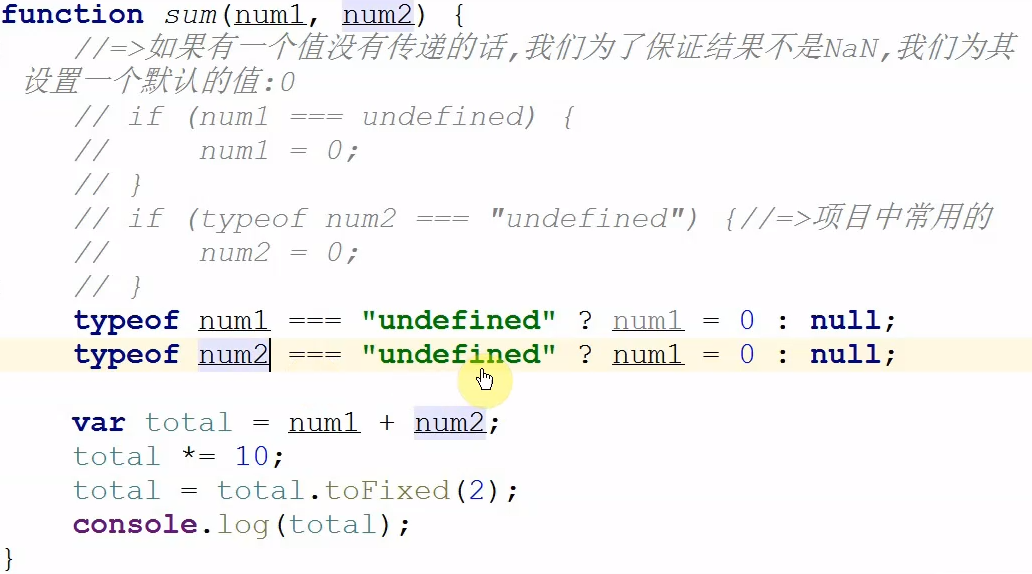 function sum(num1, num2) {
//=>如果有一个值没有传递的话,我们为了保证结果不是NaN,我们为其
设置一个默认的值:0
// if (num1 === undefined) {
//     num1 = 0;
// }
// if (typeof num2 === "undefined") {//=>项目中常用的
//     num2 = 0;
// }
typeof num1 === "undefined" ? num1 = 0 : null;
typeof num2 === "undefined" ? num1 = 0 : null;
var total = num1 + num2;
total *= 10;
total = total.toFixed(2);
console.log(total);
}